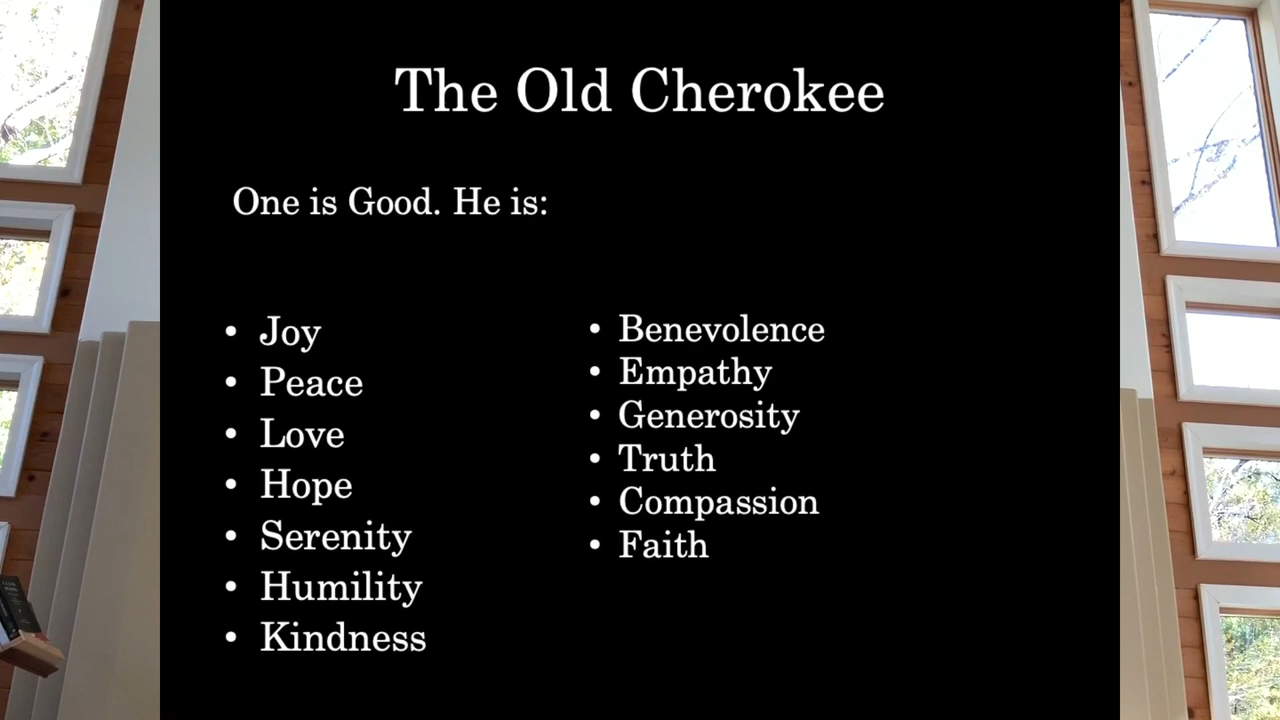 The Old Cherokee
One is Good. He is:
• Joy
• Peace
• Love
• Hope
• Serenity
• Humility
• Kindness
• Benevolence
• Empathy
• Generosity
• Truth
• Compassion
• Faith